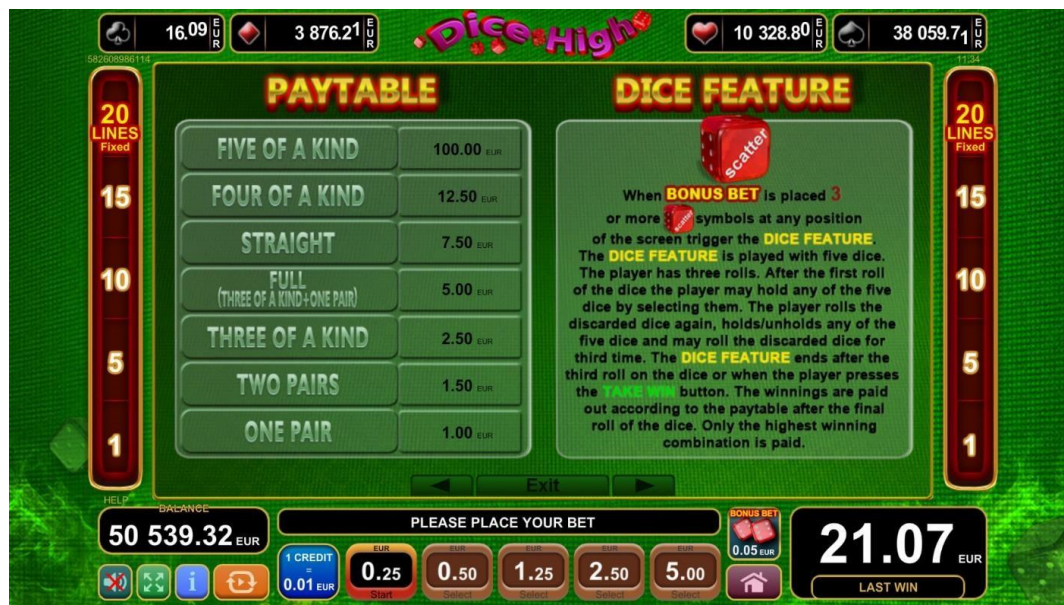 16.09 EUR
3 876.21 EUR
Dice High
10 328.80 EUR
38 059.71 EUR
582608986114
11:34
20
LINES
Fixed
15
10
5
1
PAYTABLE
FIVE OF A KIND 100.00 EUR
FOUR OF A KIND 12.50 EUR
STRAIGHT 7.50 EUR
FULL
(THREE OF A KIND+ONE PAIR) 5.00 EUR
THREE OF A KIND 2.50 EUR
TWO PAIRS 1.50 EUR
ONE PAIR 1.00 EUR
DICE FEATURE
scatter
When BONUS BET is placed 3
or more scatter symbols at any position
of the screen trigger the DICE FEATURE.
The DICE FEATURE is played with five dice.
The player has three rolls. After the first roll
of the dice the player may hold any of the five
dice by selecting them. The player rolls the
discarded dice again, holds/unholds any of the
five dice and may roll the discarded dice for
third time. The DICE FEATURE ends after the
third roll on the dice or when the player presses
the TAKE WIN button. The winnings are paid
out according to the paytable after the final
roll of the dice. Only the highest winning
combination is paid.
20
LINES
Fixed
15
10
5
1
Exit
HELP
BALANCE
50 539.32 EUR
PLEASE PLACE YOUR BET
1 CREDIT
=
0.01 EUR
EUR
0.25
Start
EUR
0.50
Select
EUR
1.25
Select
EUR
2.50
Select
EUR
5.00
Select
BONUS BET
0.05 EUR
21.07 EUR
LAST WIN